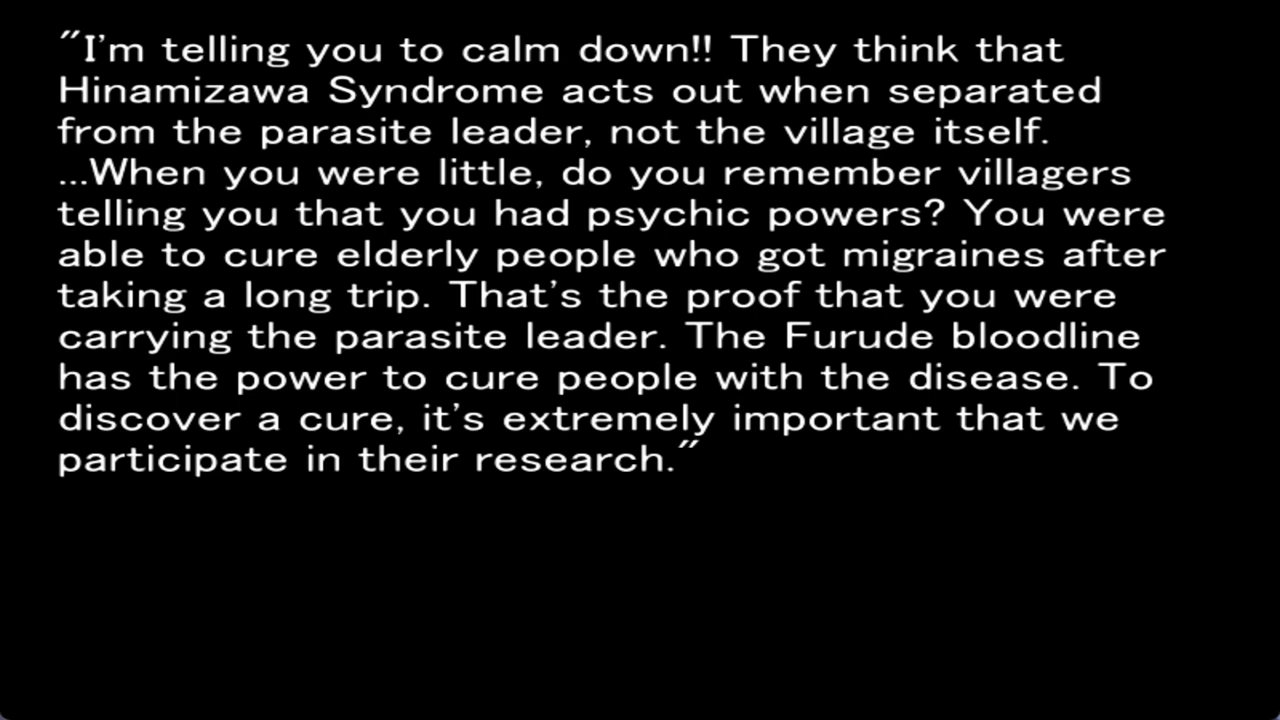 "I'm telling you to calm down!! They think that
Hinamizawa Syndrome acts out when separated
from the parasite leader, not the village itself.
...When you were little, do you remember villagers
telling you that you had psychic powers? You were
able to cure elderly people who got migraines after
taking a long trip. That's the proof that you were
carrying the parasite leader. The Furude bloodline
has the power to cure people with the disease. To
discover a cure, it's extremely important that we
participate in their research."